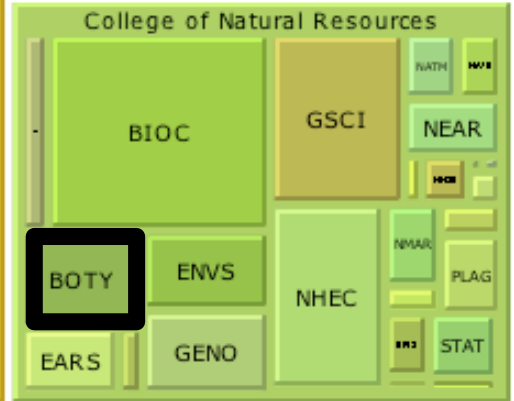 College of Natural Resources
BIOC
GSCI
NATH
NEAR
BOTY
ENVS
NHEC
NMAR
PLAG
EARS
GENO
STAT